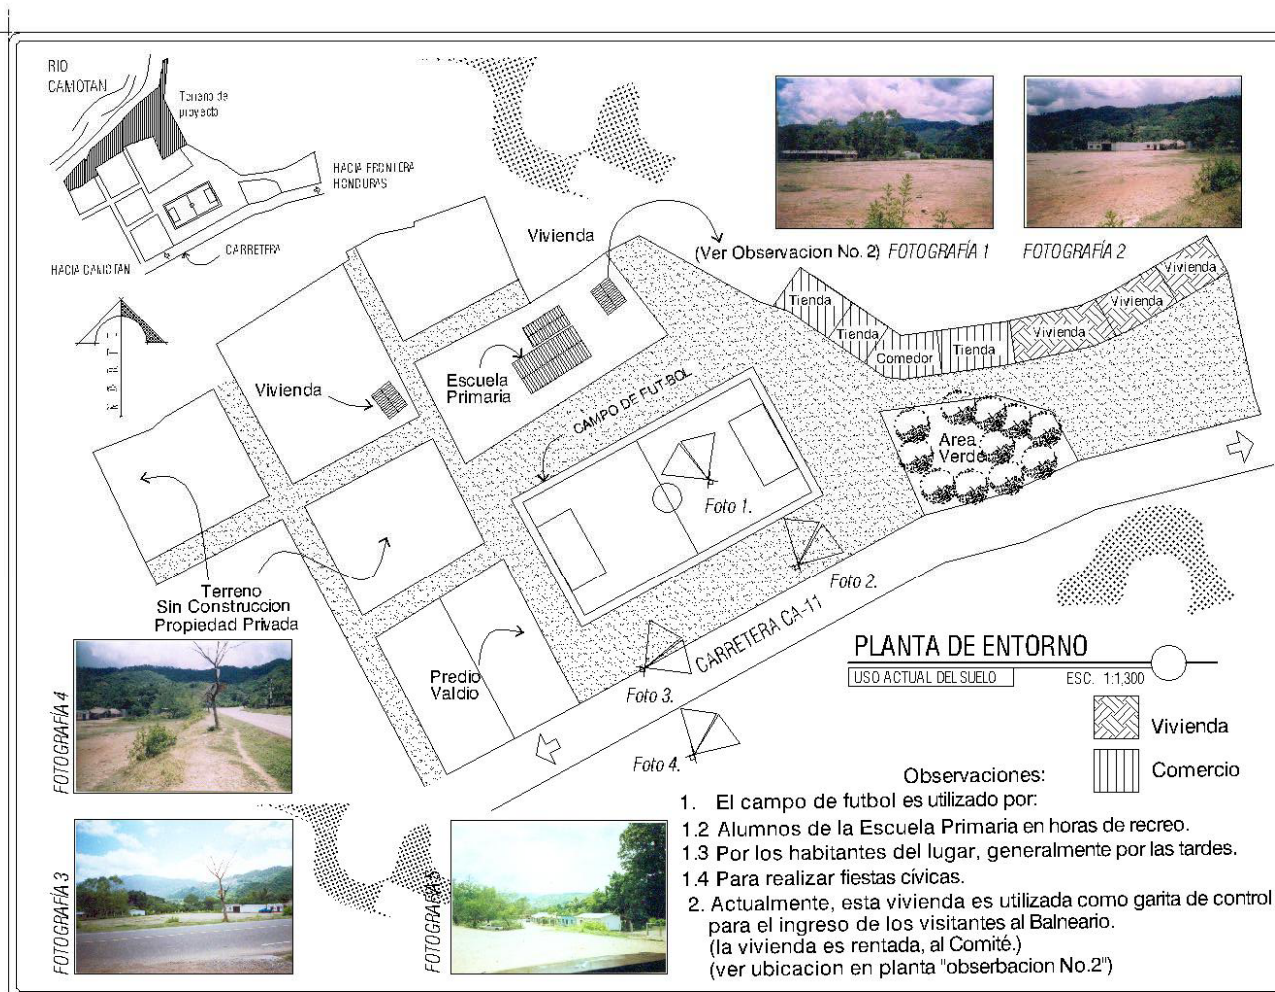 RIO
CAMOTAN
Terreno de
proyecto
HACIA FRONTERA
HONDURAS
CARRETERA
HACIA CAMOTAN
NORTE
Vivienda
(Ver Observacion No. 2)
FOTOGRAFÍA 1
FOTOGRAFÍA 2
Tienda
Tienda
Comedor
Tienda
Vivienda
Vivienda
Vivienda
Vivienda
Escuela
Primaria
CAMPO DE FUT-BOL
Area
Verde
Foto 1.
Foto 2.
Foto 3.
Foto 4.
CARRETERA CA-11
Terreno
Sin Construccion
Propiedad Privada
Predio
Valdio
FOTOGRAFÍA 4
FOTOGRAFÍA 3
FOTOGRAFÍA 5
PLANTA DE ENTORNO
USO ACTUAL DEL SUELO
ESC. 1:1,300
Vivienda
Comercio
Observaciones:
1. El campo de futbol es utilizado por:
1.2 Alumnos de la Escuela Primaria en horas de recreo.
1.3 Por los habitantes del lugar, generalmente por las tardes.
1.4 Para realizar fiestas cívicas.
2. Actualmente, esta vivienda es utilizada como garita de control
para el ingreso de los visitantes al Balneario.
(la vivienda es rentada, al Comité.)
(ver ubicacion en planta "obserbacion No.2")